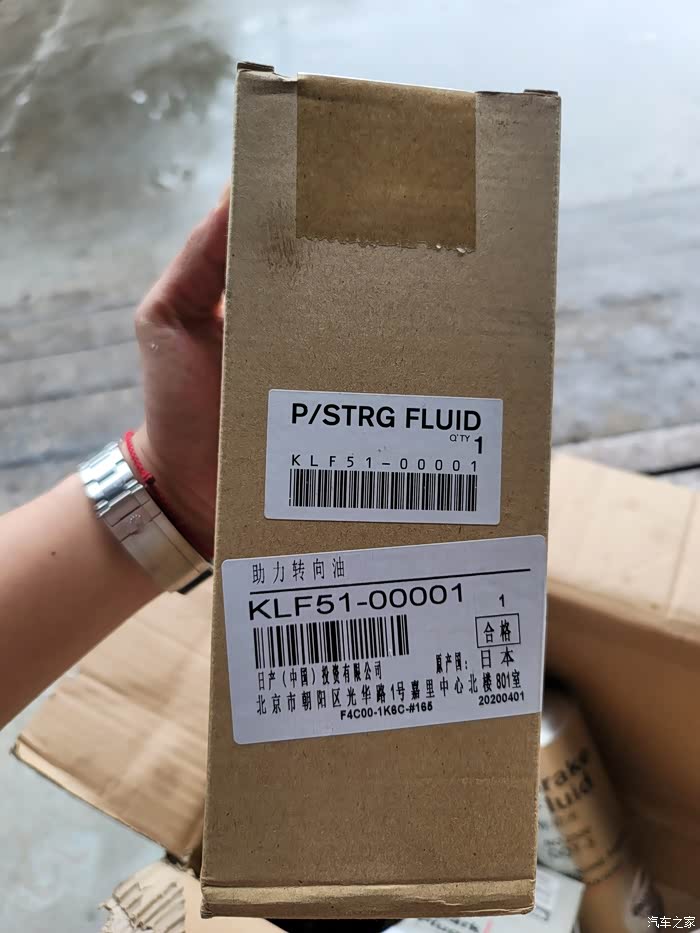 P/STRG FLUID
Q'TY 1
KLF51-00001
助力转向油
KLF51-00001 1
合格
日产(中国)投资有限公司 原产国: 日本
北京市朝阳区光华路1号嘉里中心北楼801室
F4C00-1K6C-#165 20200401
rake
luid
汽车之家